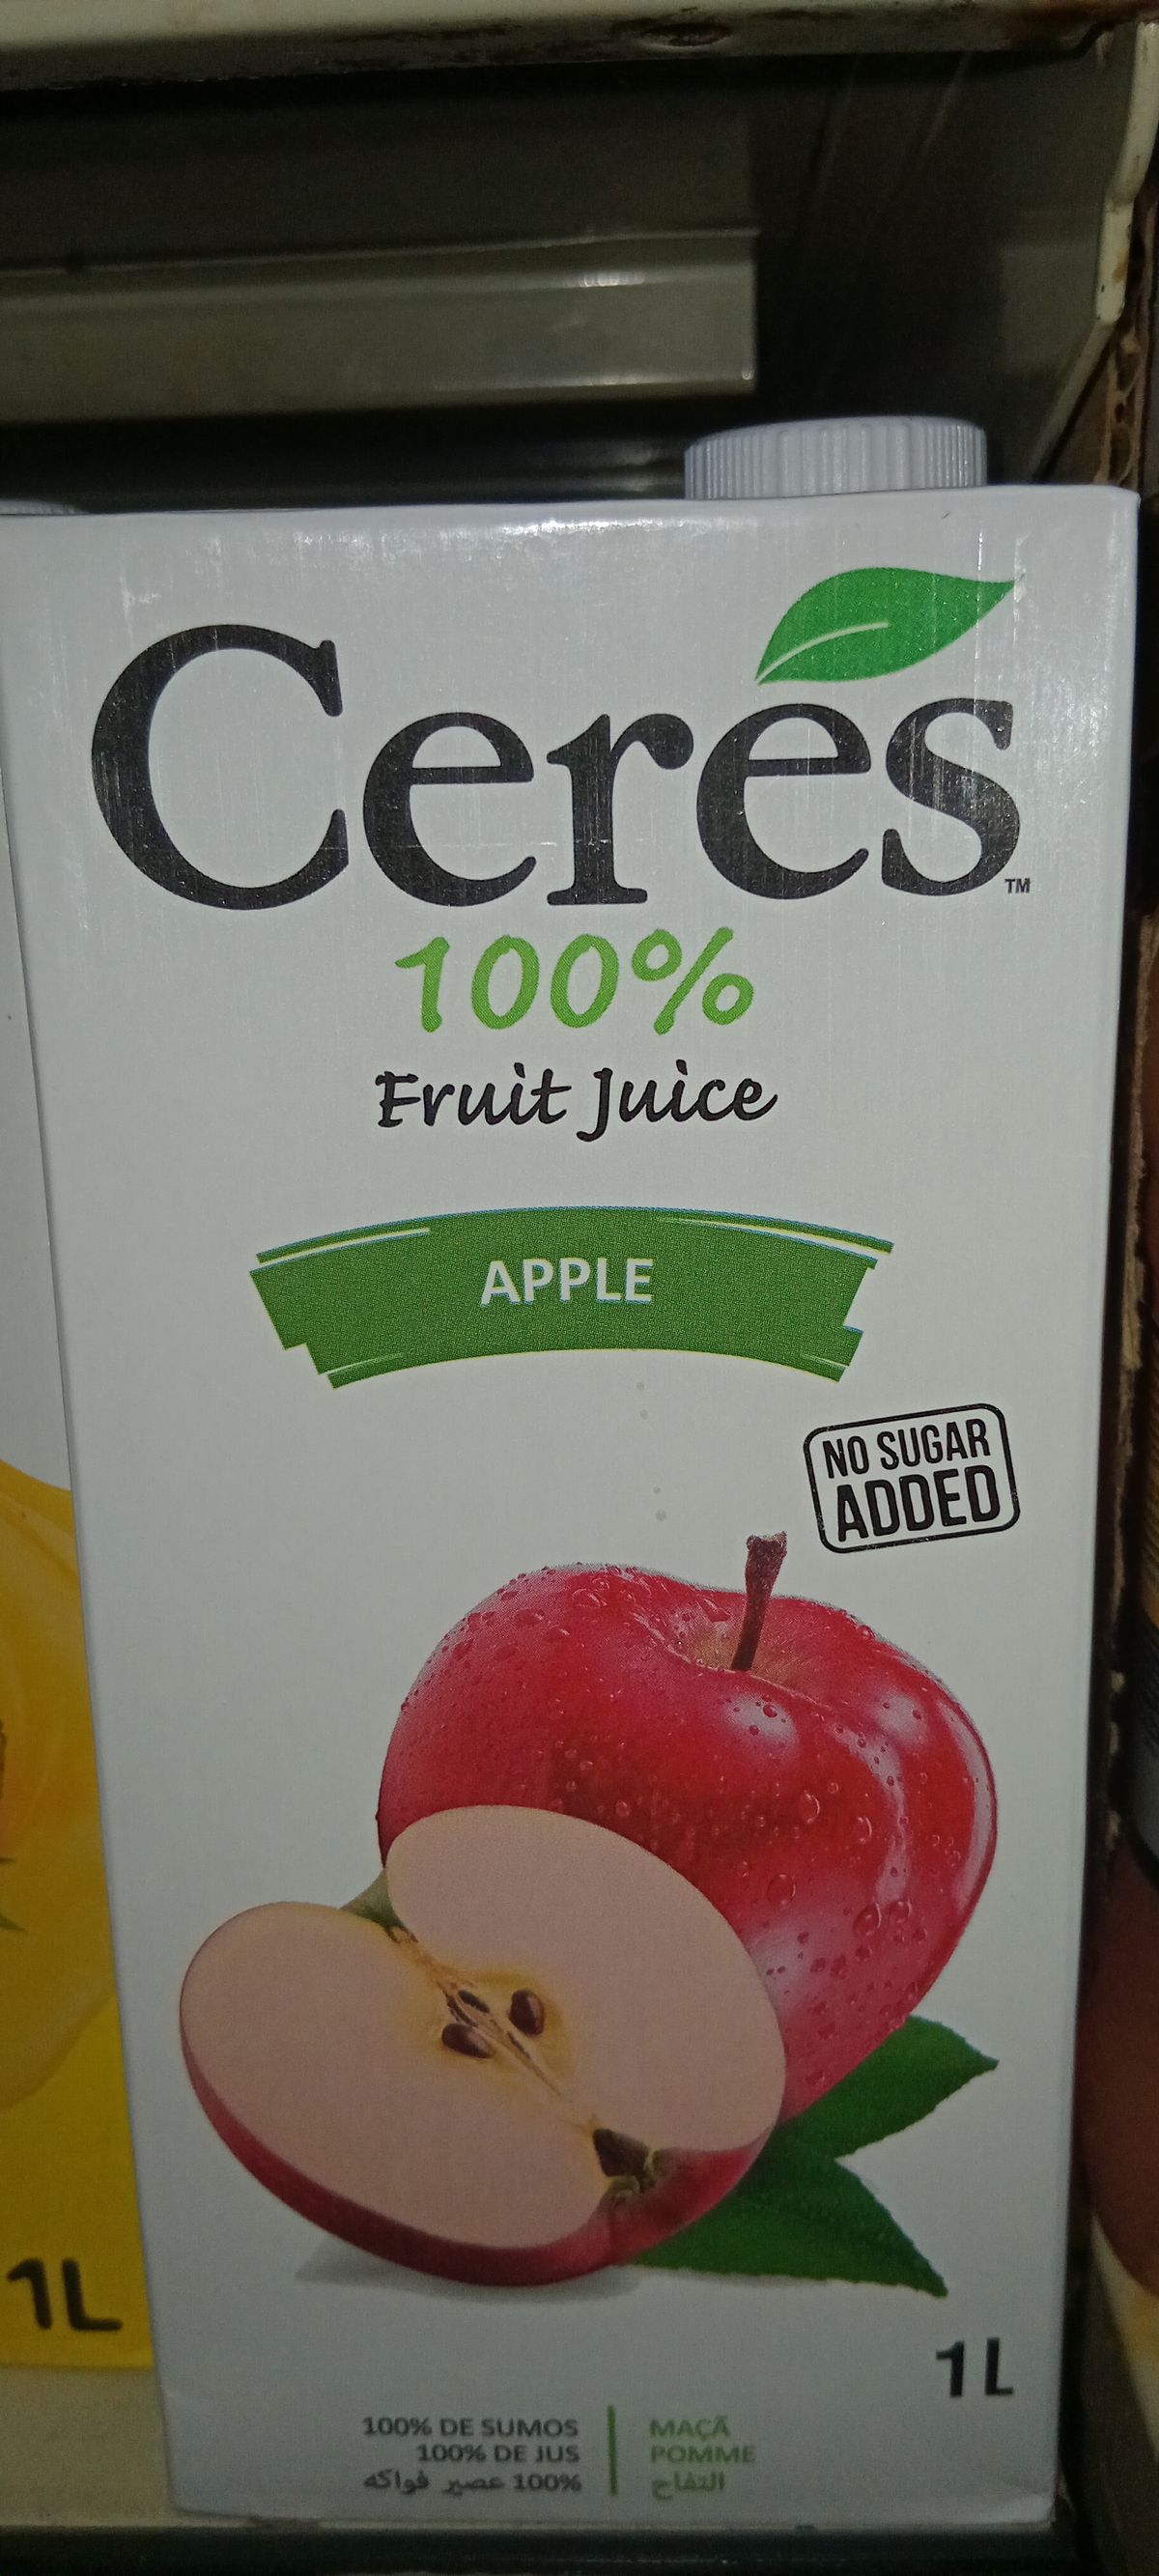 Ceres
TM
100%
Fruit Juice
APPLE
NO SUGAR
ADDED
1L
1L
100% DE SUMOS
100% DE JUS
100% عصير فواكه
MAÇÃ
POMME
التفاح